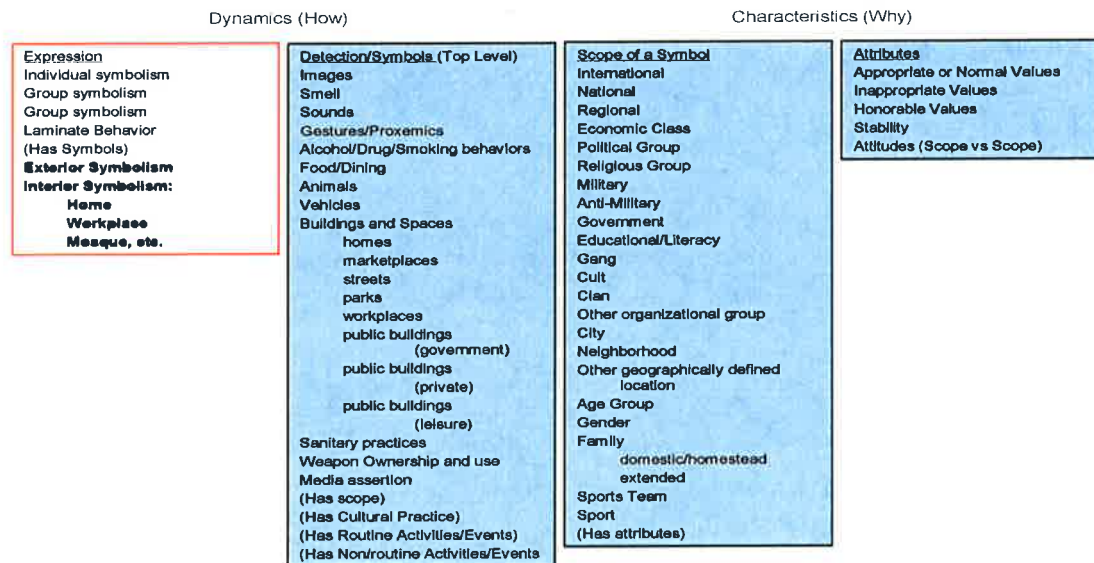 Dynamics (How)
Characteristics (Why)
Expression
Individual symbolism
Group symbolism
Group symbolism
Laminate Behavior
(Has Symbols)
Exterior Symbolism
Interior Symbolism:
Home
Workplace
Mosque, etc.
Detection/Symbols (Top Level)
Images
Smell
Sounds
Gestures/Proxemics
Alcohol/Drug/Smoking behaviors
Food/Dining
Animals
Vehicles
Buildings and Spaces
homes
marketplaces
streets
parks
workplaces
public buildings
(government)
public buildings
(private)
public buildings
(leisure)
Sanitary practices
Weapon Ownership and use
Media assertion
(Has scope)
(Has Cultural Practice)
(Has Routine Activities/Events)
(Has Non/routine Activities/Events
Scope of a Symbol
International
National
Regional
Economic Class
Political Group
Religious Group
Military
Anti-Military
Government
Educational/Literacy
Gang
Cult
Clan
Other organizational group
City
Neighborhood
Other geographically defined
location
Age Group
Gender
Family
domestic/homestead
extended
Sports Team
Sport
(Has attributes)
Attributes
Appropriate or Normal Values
Inappropriate Values
Honorable Values
Stability
Attitudes (Scope vs Scope)